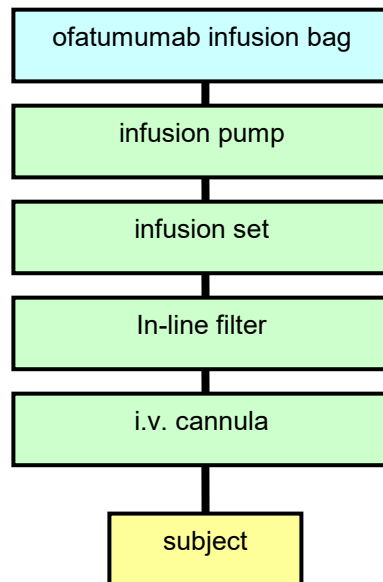 ofatumumab infusion bag
infusion pump
infusion set
In-line filter
i.v. cannula
subject